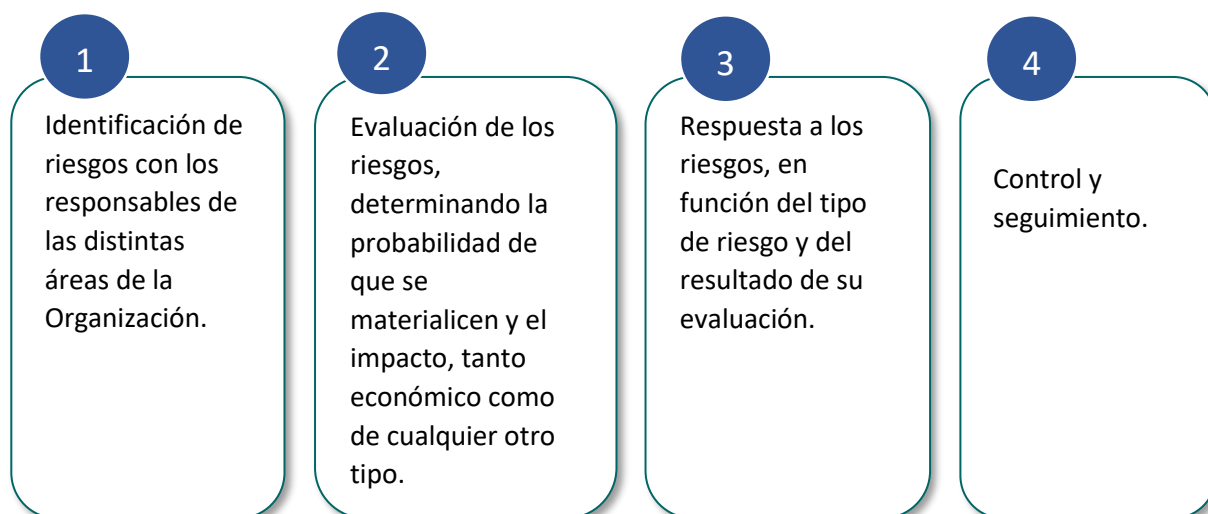 1
Identificación de
riesgos con los
responsables de
las distintas
áreas de la
Organización.
2
Evaluación de los
riesgos,
determinando la
probabilidad de
que se
materialicen y el
impacto, tanto
económico como
de cualquier otro
tipo.
3
Respuesta a los
riesgos, en
función del tipo
de riesgo y del
resultado de su
evaluación.
4
Control y
seguimiento.